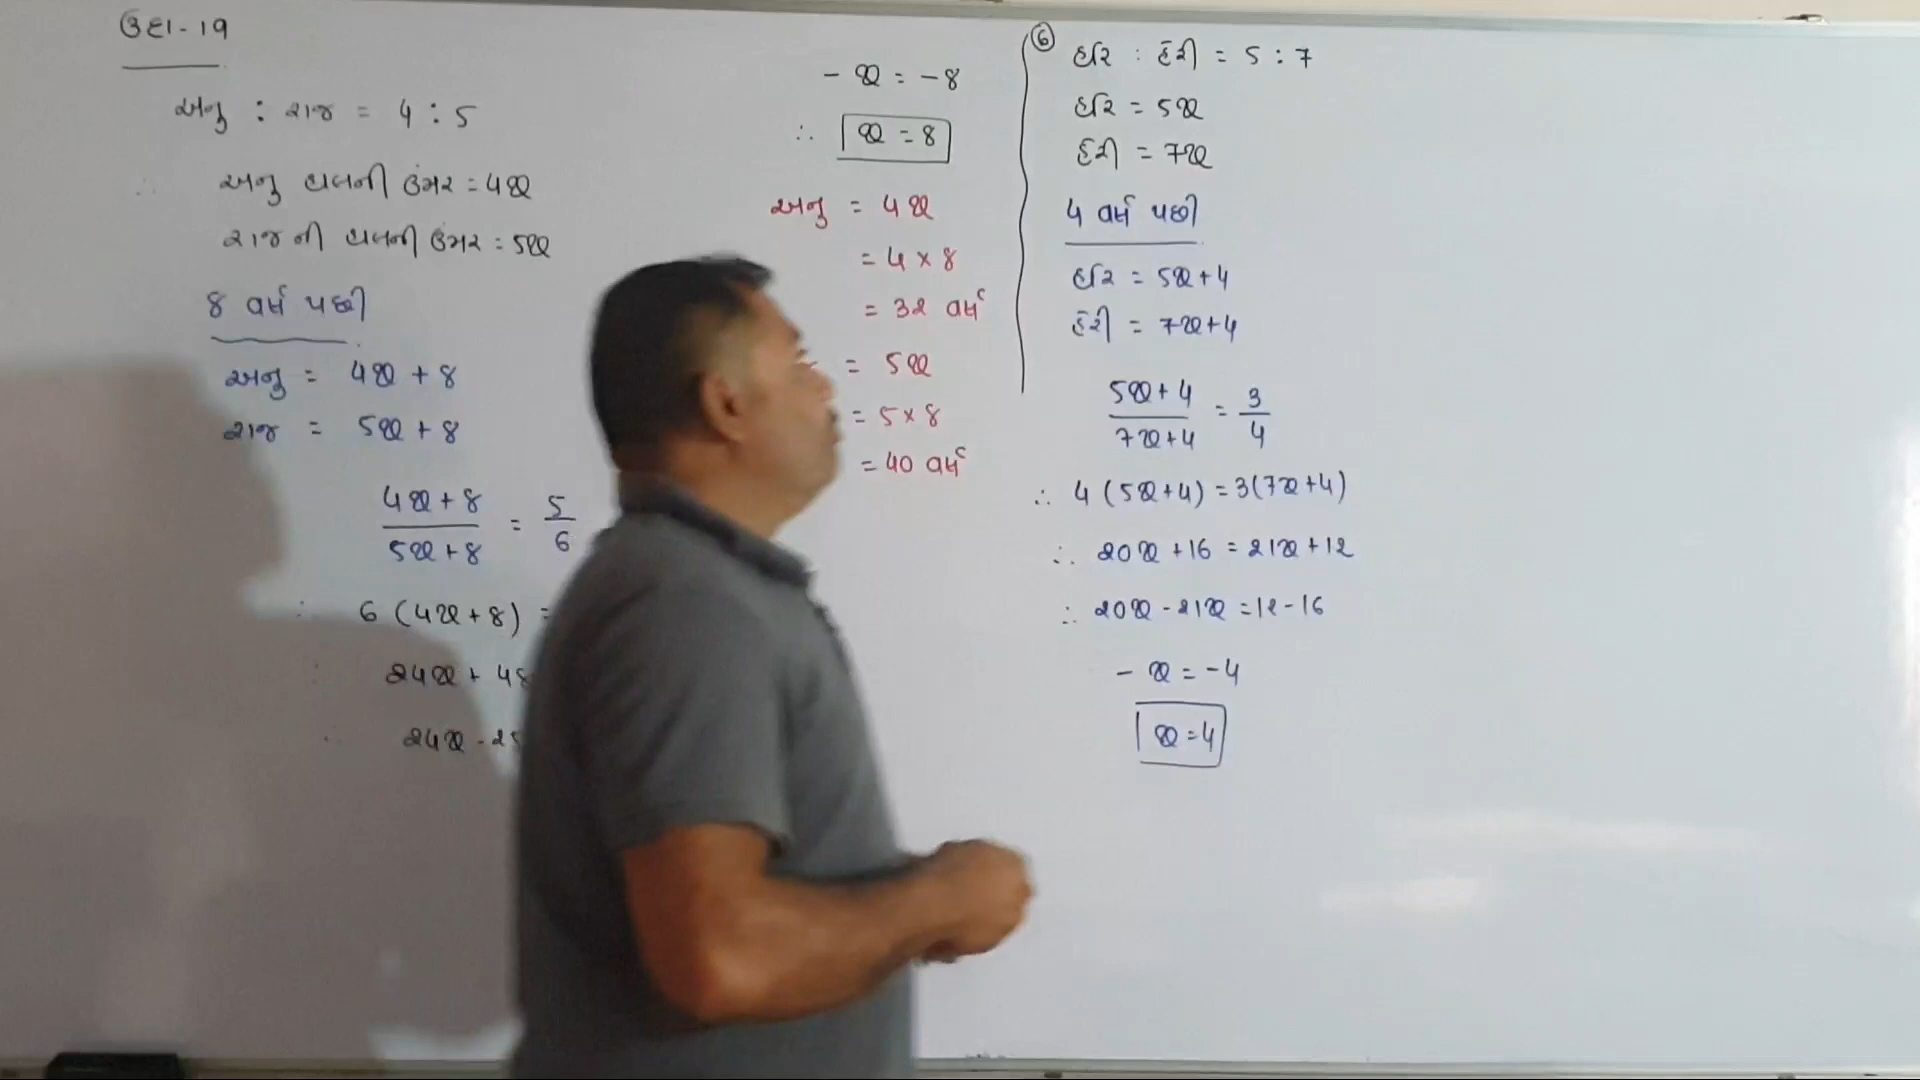 ઉદા-19
અનુ : રાજ = 4 : 5
∴ અનુ હાલની ઉંમર = 4x
રાજ ની હાલની ઉંમર = 5x
8 વર્ષ પછી
અનુ = 4x + 8
રાજ = 5x + 8
4x + 8 / 5x + 8 = 5/6
∴ 6 (4x + 8) =
∴ 24x + 48
∴ 24x - 25
- x = -8
∴ x = 8
અનુ = 4x
= 4 × 8
= 32 વર્ષ
= 5x
= 5 × 8
= 40 વર્ષ
⑥ હરિ : હેરી = 5 : 7
હરિ = 5x
હેરી = 7x
4 વર્ષ પછી
હરિ = 5x + 4
હેરી = 7x + 4
5x + 4 / 7x + 4 = 3/4
∴ 4 (5x + 4) = 3(7x + 4)
∴ 20x + 16 = 21x + 12
∴ 20x - 21x = 12 - 16
- x = -4
x = 4